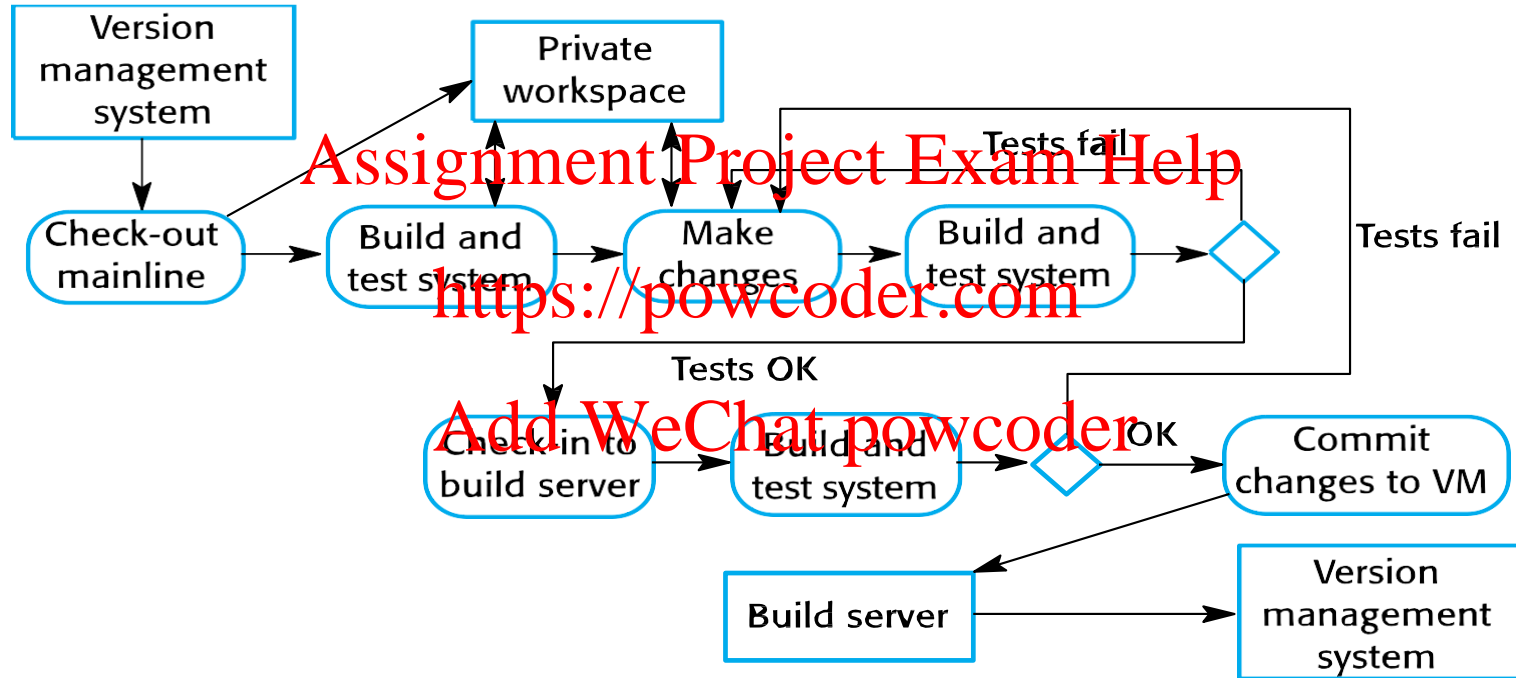 Version
management
system
Private
workspace
Assignment Project Exam Help
Tests fail
Check-out
mainline
Build and
test system
Make
changes
Build and
test system
Tests fail
https://powcoder.com
Tests OK
Add WeChat powcoder
Check-in to
build server
Build and
test system
OK
Commit
changes to VM
Build server
Version
management
system